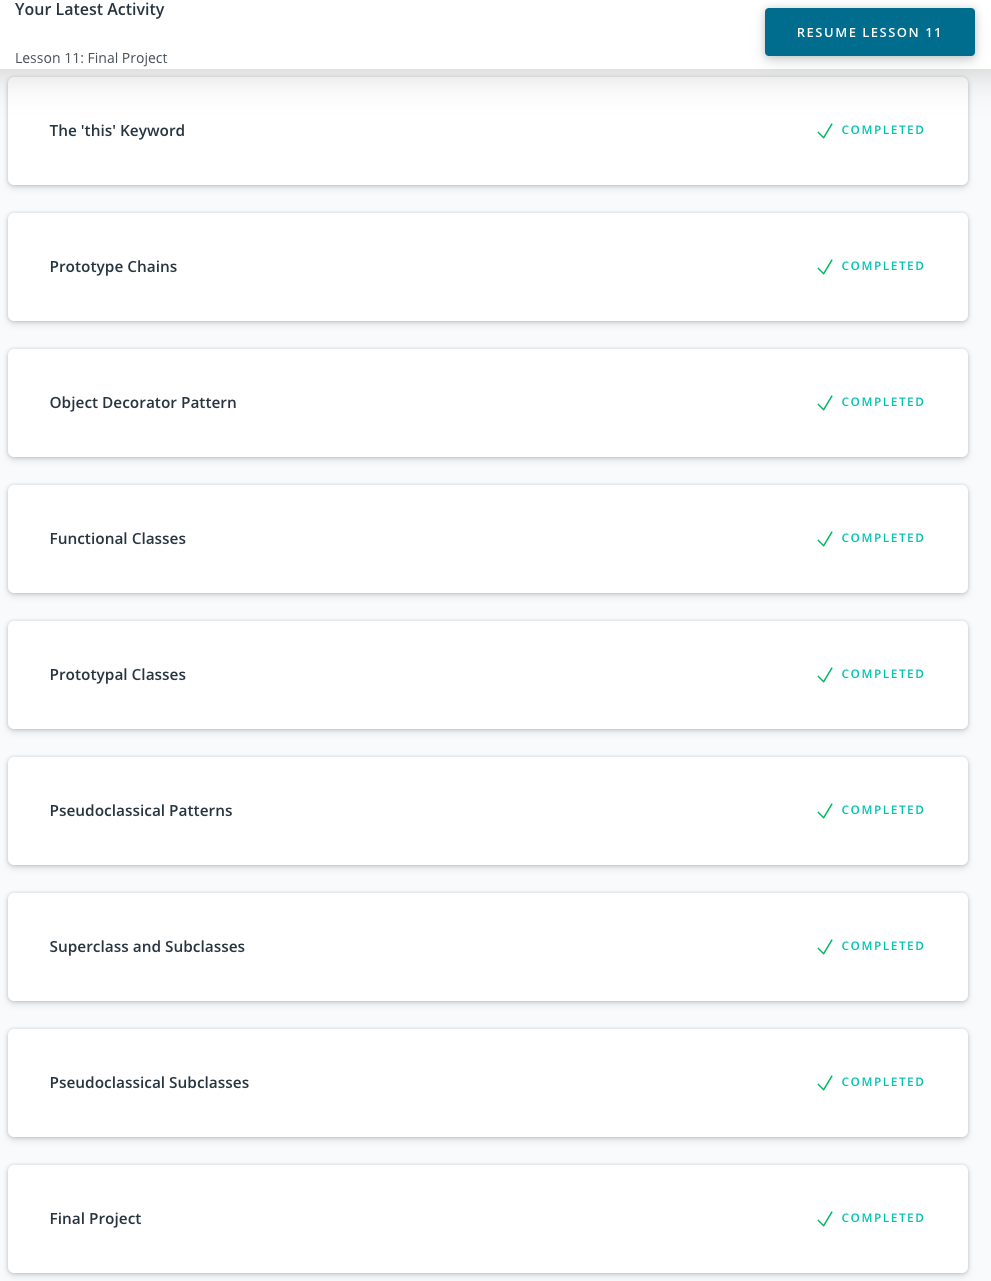 Your Latest Activity
RESUME LESSON 11
Lesson 11: Final Project
The 'this' Keyword
COMPLETED
Prototype Chains
COMPLETED
Object Decorator Pattern
COMPLETED
Functional Classes
COMPLETED
Prototypal Classes
COMPLETED
Pseudoclassical Patterns
COMPLETED
Superclass and Subclasses
COMPLETED
Pseudoclassical Subclasses
COMPLETED
Final Project
COMPLETED